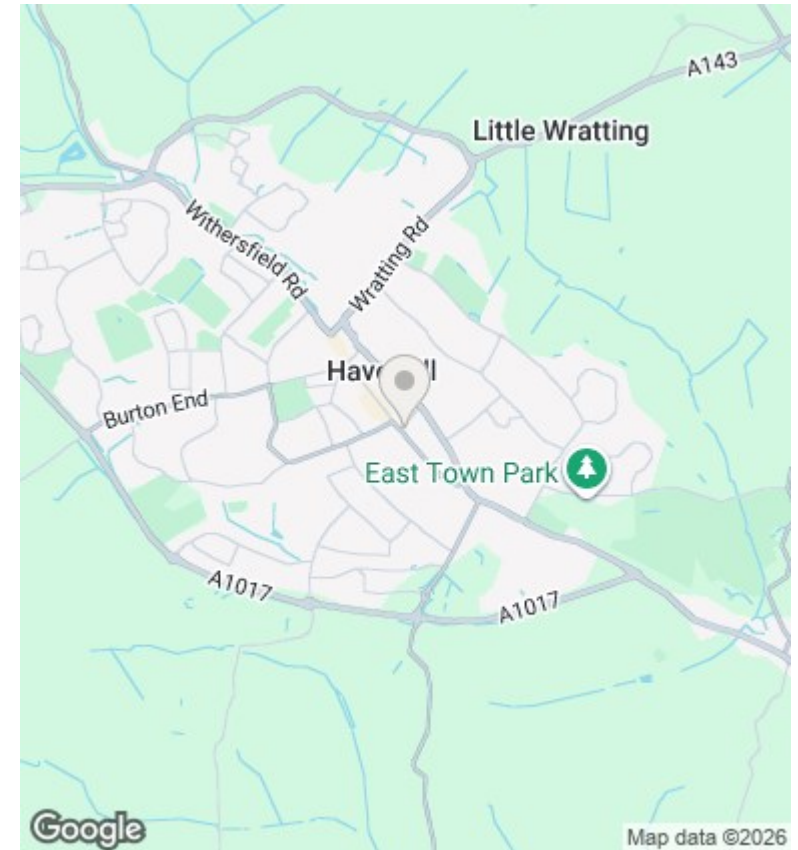 A143
Little Wratting
Withersfield Rd
Wratting Rd
Burton End
East Town Park
A1017
A1017
Google
Map data ©2026